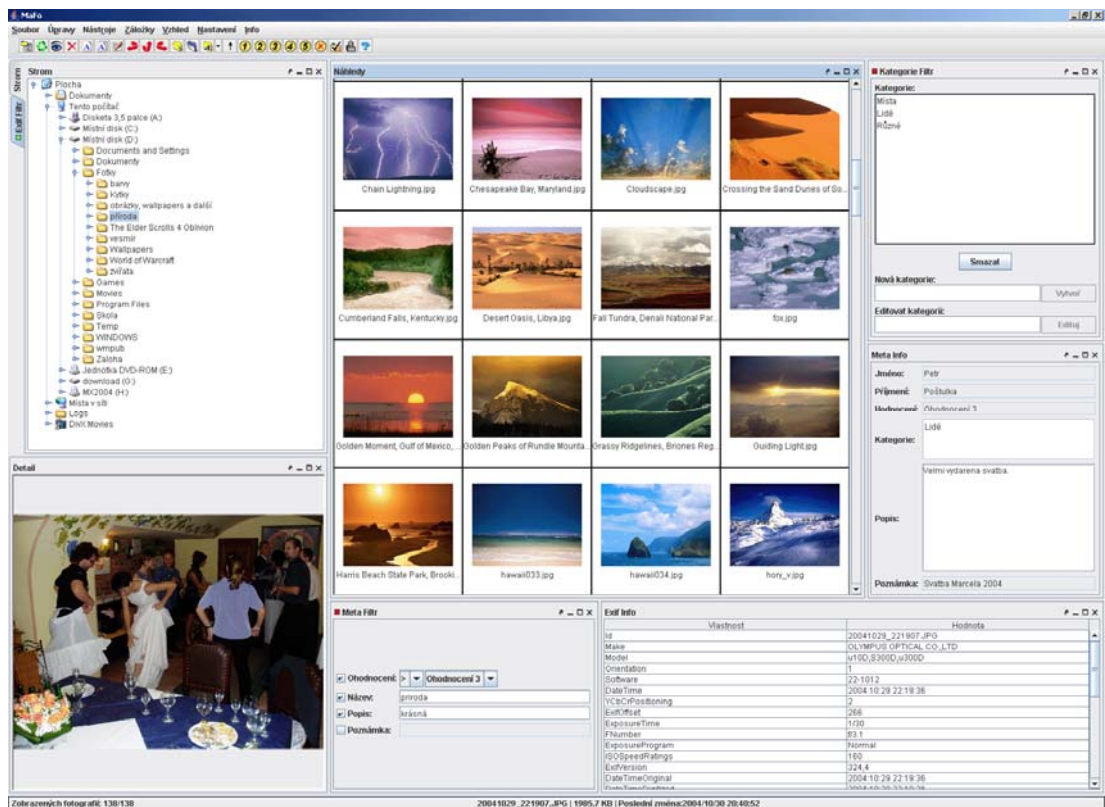 MaFo
Soubor Úpravy Nástroje Záložky Vzhled Nastavení Info
Strom
Exif Filtr
Strom
Plocha
Dokumenty
Tento počítač
Disketa 3,5 palce (A:)
Místní disk (C:)
Místní disk (D:)
Documents and Settings
Dokumenty
Fotky
barvy
kytky
obrázky, wallpapers a další
příroda
The Elder Scrolls 4 Oblivion
vesmír
Wallpapers
World of Warcraft
zvířata
Games
Movies
Program Files
Skola
Temp
WINDOWS
wmpub
Zaloha
Jednotka DVD-ROM (E:)
download (G:)
MX2004 (H:)
Místa v síti
Logs
DIVX Movies
Detail
Náhledy
Chain Lightning.jpg
Chesapeake Bay, Maryland.jpg
Cloudscape.jpg
Crossing the Sand Dunes of So...
Cumberland Falls, Kentucky.jpg
Desert Oasis, Libya.jpg
Fall Tundra, Denali National Par...
fox.jpg
Golden Moment, Gulf of Mexico, ...
Golden Peaks of Rundle Mounta...
Grassy Ridgelines, Briones Reg...
Guiding Light.jpg
Harris Beach State Park, Brooki...
hawaii033.jpg
hawaii034.jpg
hory_v.jpg
Kategorie Filtr
Kategorie:
Místa
Lidé
Různé
Smazat
Nová kategorie:
Vytvoř
Editovat kategorii:
Edituj
Meta Info
Jméno: Petr
Příjmení: Poštulka
Hodnocení: Ohodnocení 3
Kategorie: Lidé
Popis: Velmi vydarena svatba.
Poznámka: Svatba Marcela 2004
Meta Filtr
Ohodnocení: > Ohodnocení 3
Název: priroda
Popis: krásná
Poznámka:
Exif Info
Vlastnost Hodnota
Id 20041029_221907.JPG
Make OLYMPUS OPTICAL CO.,LTD
Model u10D,S300D,u300D
Orientation 1
Software 22-1012
DateTime 2004:10:29 22:19:36
YCbCrPositioning 2
ExifOffset 266
ExposureTime 1/30
FNumber f/3.1
ExposureProgram Normal
ISOSpeedRatings 160
ExifVersion 324,4
DateTimeOriginal 2004:10:29 22:19:36
Zobrazených fotografií: 138/138
20041029_221907.JPG | 1985.7 KB | Poslední změna:2004/10/30 20:40:52